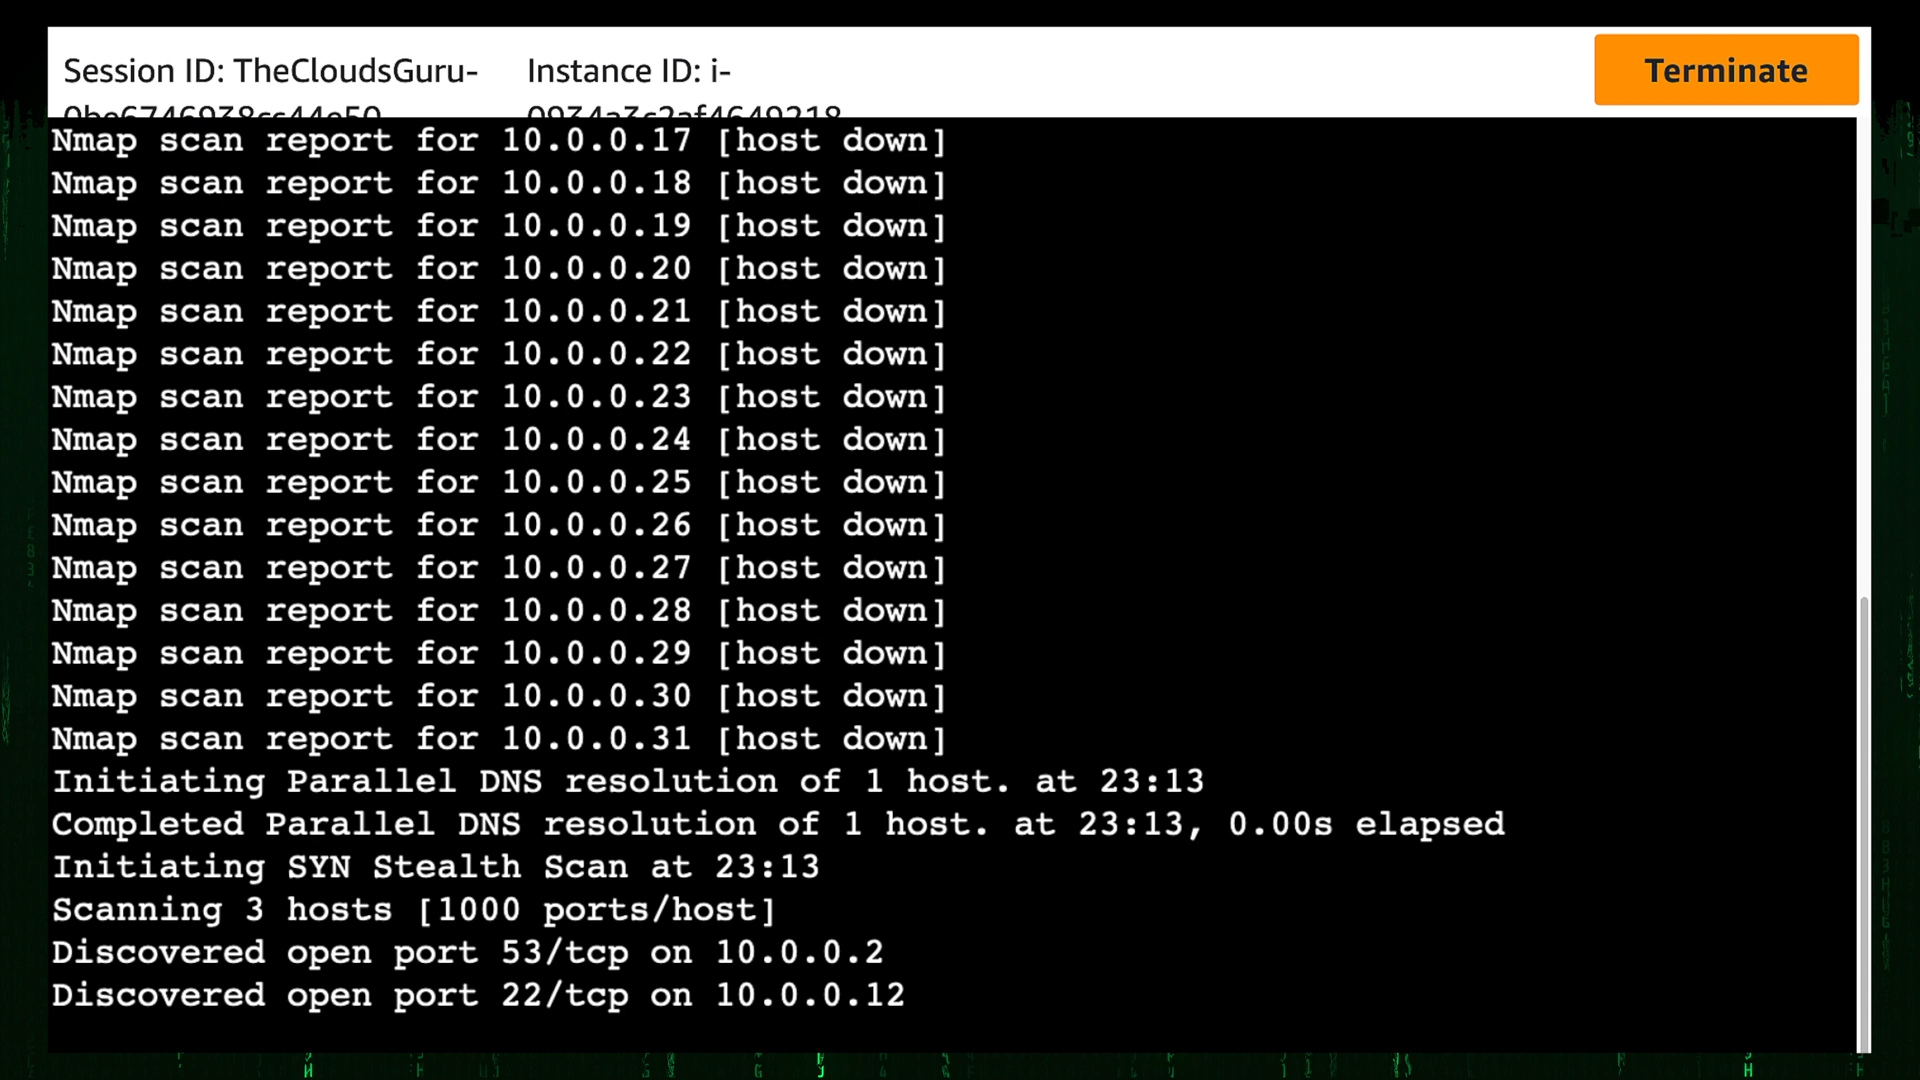 Session ID: TheCloudsGuru- Instance ID: i- Terminate
Nmap scan report for 10.0.0.17 [host down]
Nmap scan report for 10.0.0.18 [host down]
Nmap scan report for 10.0.0.19 [host down]
Nmap scan report for 10.0.0.20 [host down]
Nmap scan report for 10.0.0.21 [host down]
Nmap scan report for 10.0.0.22 [host down]
Nmap scan report for 10.0.0.23 [host down]
Nmap scan report for 10.0.0.24 [host down]
Nmap scan report for 10.0.0.25 [host down]
Nmap scan report for 10.0.0.26 [host down]
Nmap scan report for 10.0.0.27 [host down]
Nmap scan report for 10.0.0.28 [host down]
Nmap scan report for 10.0.0.29 [host down]
Nmap scan report for 10.0.0.30 [host down]
Nmap scan report for 10.0.0.31 [host down]
Initiating Parallel DNS resolution of 1 host. at 23:13
Completed Parallel DNS resolution of 1 host. at 23:13, 0.00s elapsed
Initiating SYN Stealth Scan at 23:13
Scanning 3 hosts [1000 ports/host]
Discovered open port 53/tcp on 10.0.0.2
Discovered open port 22/tcp on 10.0.0.12